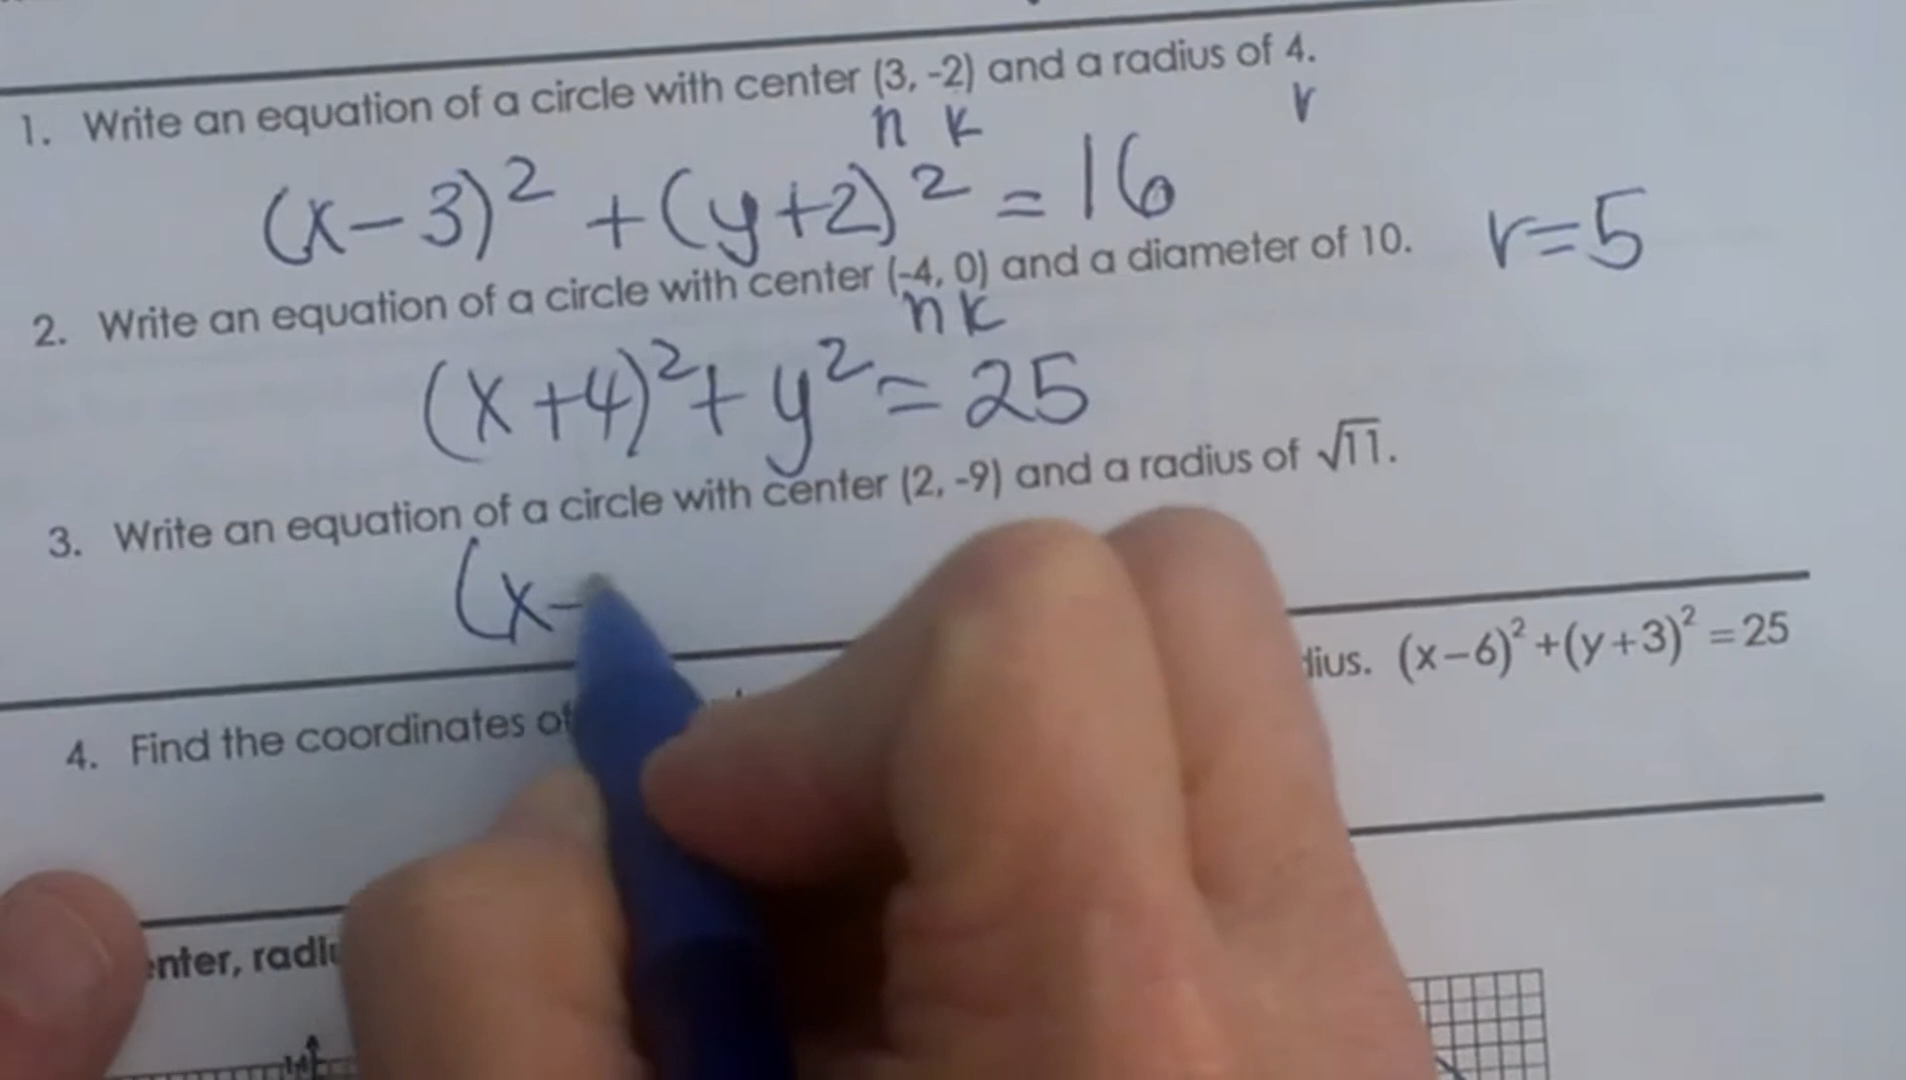 1. Write an equation of a circle with center (3, -2) and a radius of 4.
h k r
(x-3)² + (y+2)² = 16
2. Write an equation of a circle with center (-4, 0) and a diameter of 10. r=5
h k
(x+4)² + y² = 25
3. Write an equation of a circle with center (2, -9) and a radius of √11.
(x-
4. Find the coordinates of dius. (x-6)²+(y+3)²=25
enter, radiu